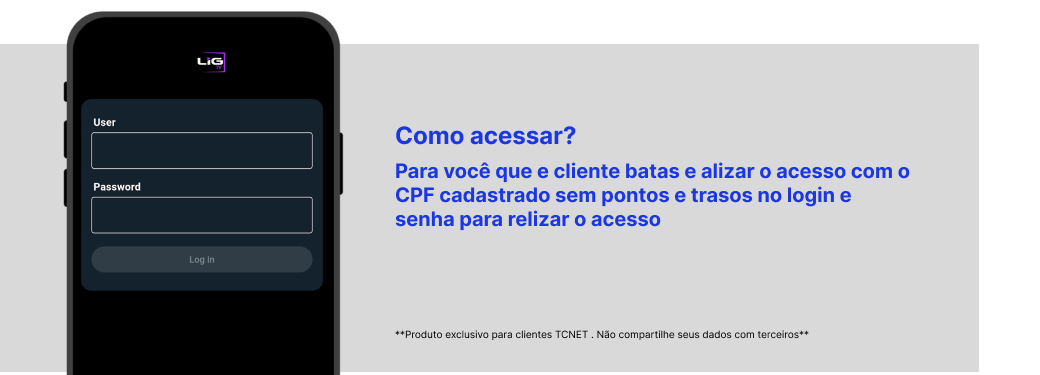 LiG
TV
User
Password
Log in
Como acessar?
Para você que e cliente batas e alizar o acesso com o
CPF cadastrado sem pontos e trasos no login e
senha para relizar o acesso
**Produto exclusivo para clientes TCNET . Não compartilhe seus dados com terceiros**